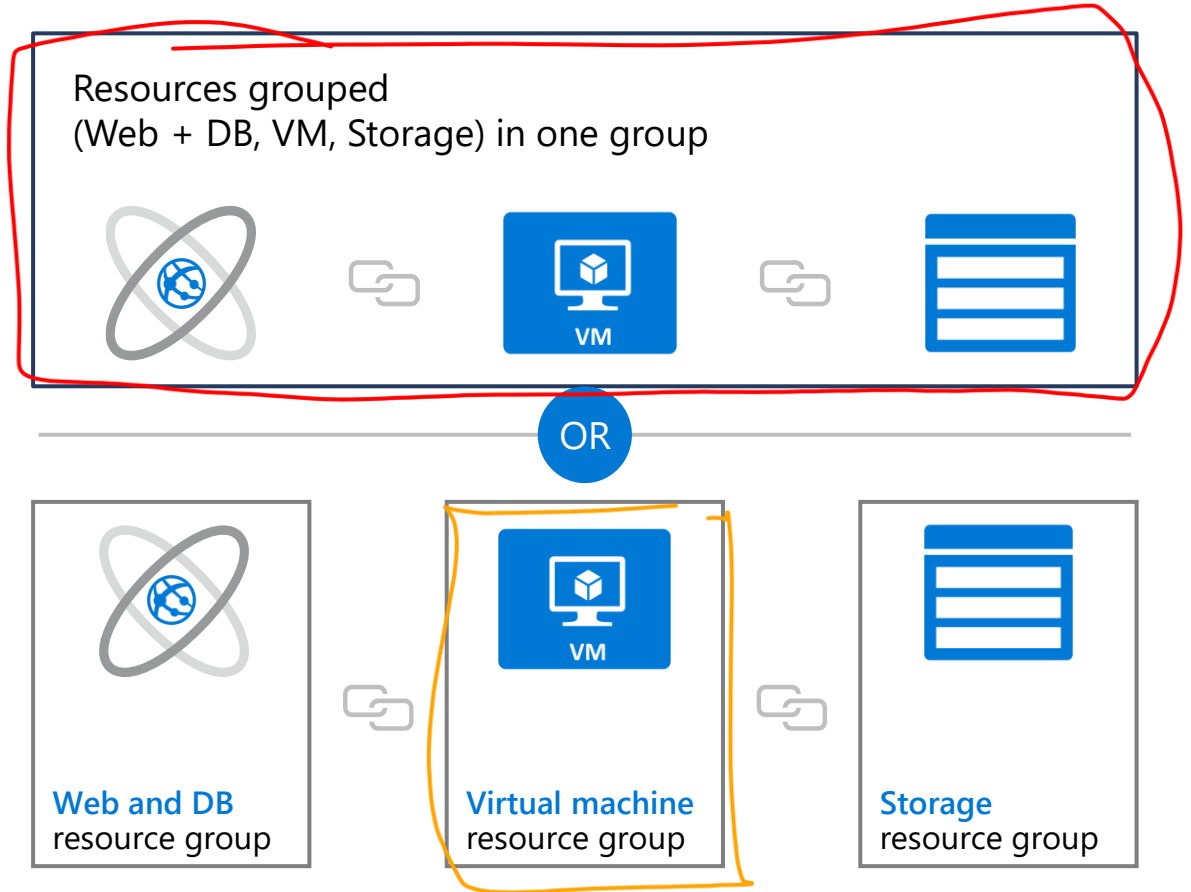 Resources grouped
(Web + DB, VM, Storage) in one group
VM
OR
VM
Web and DB
resource group
Virtual machine
resource group
Storage
resource group